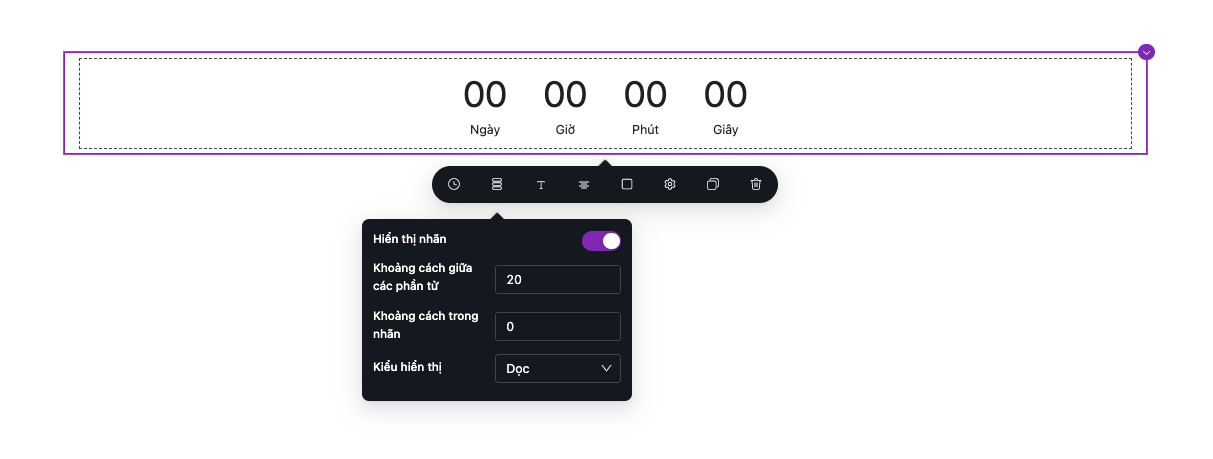 00 00 00 00
Ngày Giờ Phút Giây
T
Hiển thị nhãn
Khoảng cách giữa
các phần tử
20
Khoảng cách trong
nhãn
0
Kiểu hiển thị
Dọc